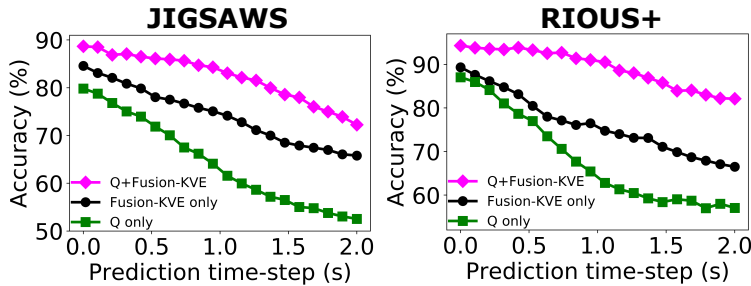 JIGSAWS
Accuracy (%)
90
80
70
60
50
Q+Fusion-KVE
Fusion-KVE only
Q only
0.0 0.5 1.0 1.5 2.0
Prediction time-step (s)
RIOUS+
Accuracy (%)
90
80
70
60
Q+Fusion-KVE
Fusion-KVE only
Q only
0.0 0.5 1.0 1.5 2.0
Prediction time-step (s)